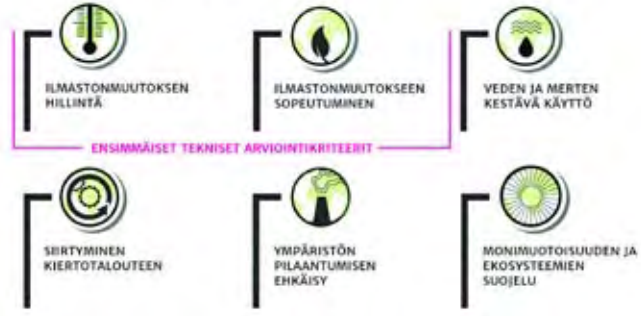 ILMASTONMUUTOKSEN
HILLINTÄ
ILMASTONMUUTOKSEEN
SOPEUTUMINEN
VEDEN JA MERTEN
KESTÄVÄ KÄYTTÖ
ENSIMMÄISET TEKNISET ARVIOINTIKRITEERIT
SIIRTYMINEN
KIERTOTALOUTEEN
YMPÄRISTÖN
PILAANTUMISEN
EHKÄISY
MONIMUOTOISUUDEN JA
EKOSYSTEEMIEN
SUOJELU